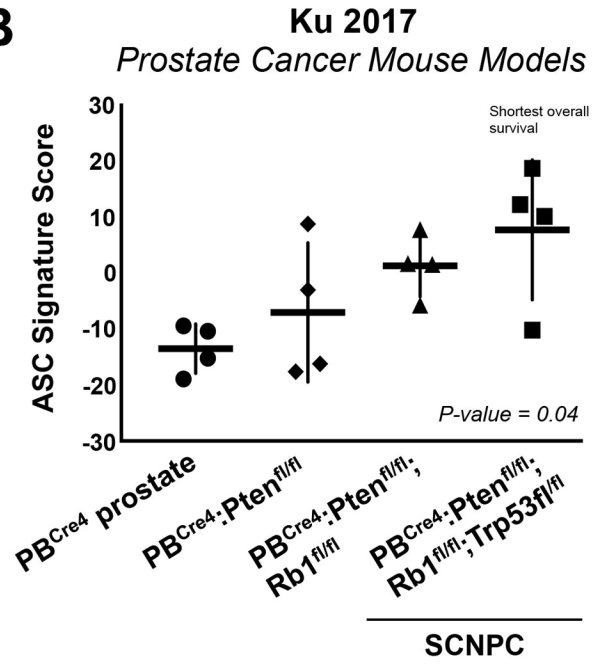 B
Ku 2017
Prostate Cancer Mouse Models
Shortest overall
survival
ASC Signature Score
30
20
10
0
-10
-20
-30
P-value = 0.04
PBCre4 prostate
PBCre4:Ptenfl/fl
PBCre4:Ptenfl/fl;
Rb1fl/fl
PBCre4:Ptenfl/fl;
Rb1fl/fl;Trp53fl/fl
SCNPC